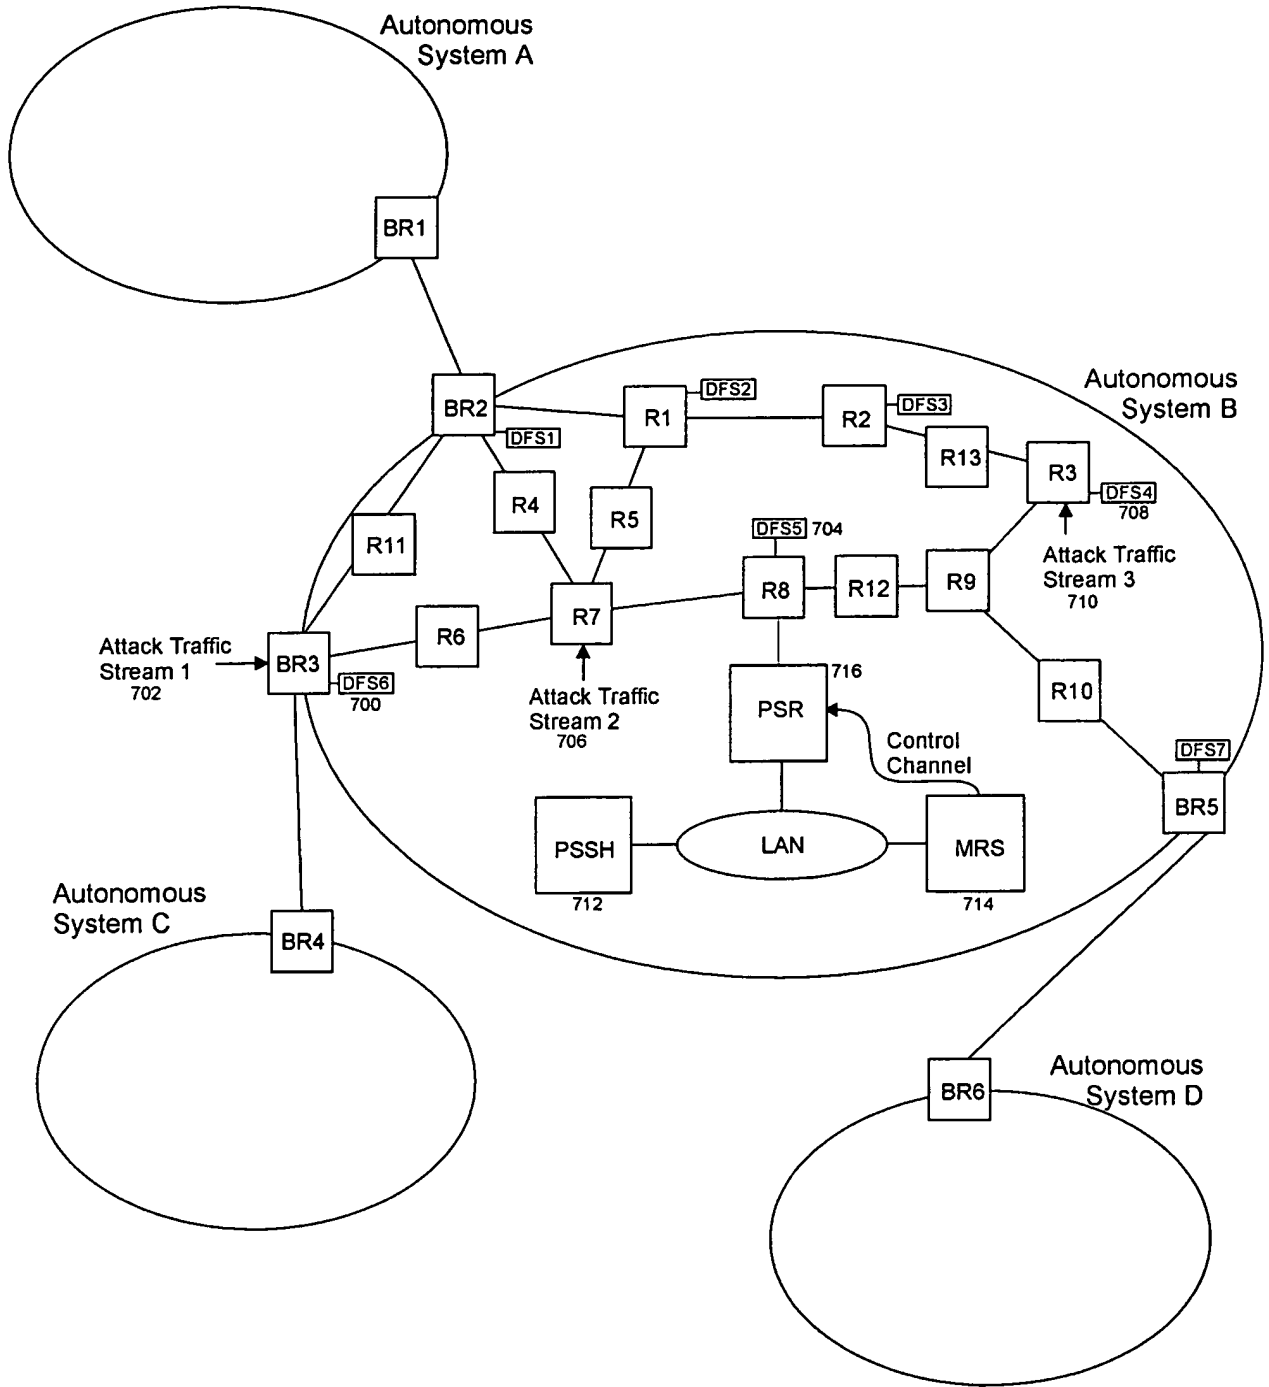 Autonomous
System A
BR1
Autonomous
System B
BR2
DFS1
R1
DFS2
R2
DFS3
R13
R3
DFS4
708
Attack Traffic
Stream 3
710
R4
R5
R11
DFS5 704
R8
R12
R9
R7
R6
Attack Traffic
Stream 1
702
BR3
DFS6
700
Attack Traffic
Stream 2
706
716
PSR
Control
Channel
R10
DFS7
BR5
PSSH
712
LAN
MRS
714
Autonomous
System C
BR4
Autonomous
System D
BR6